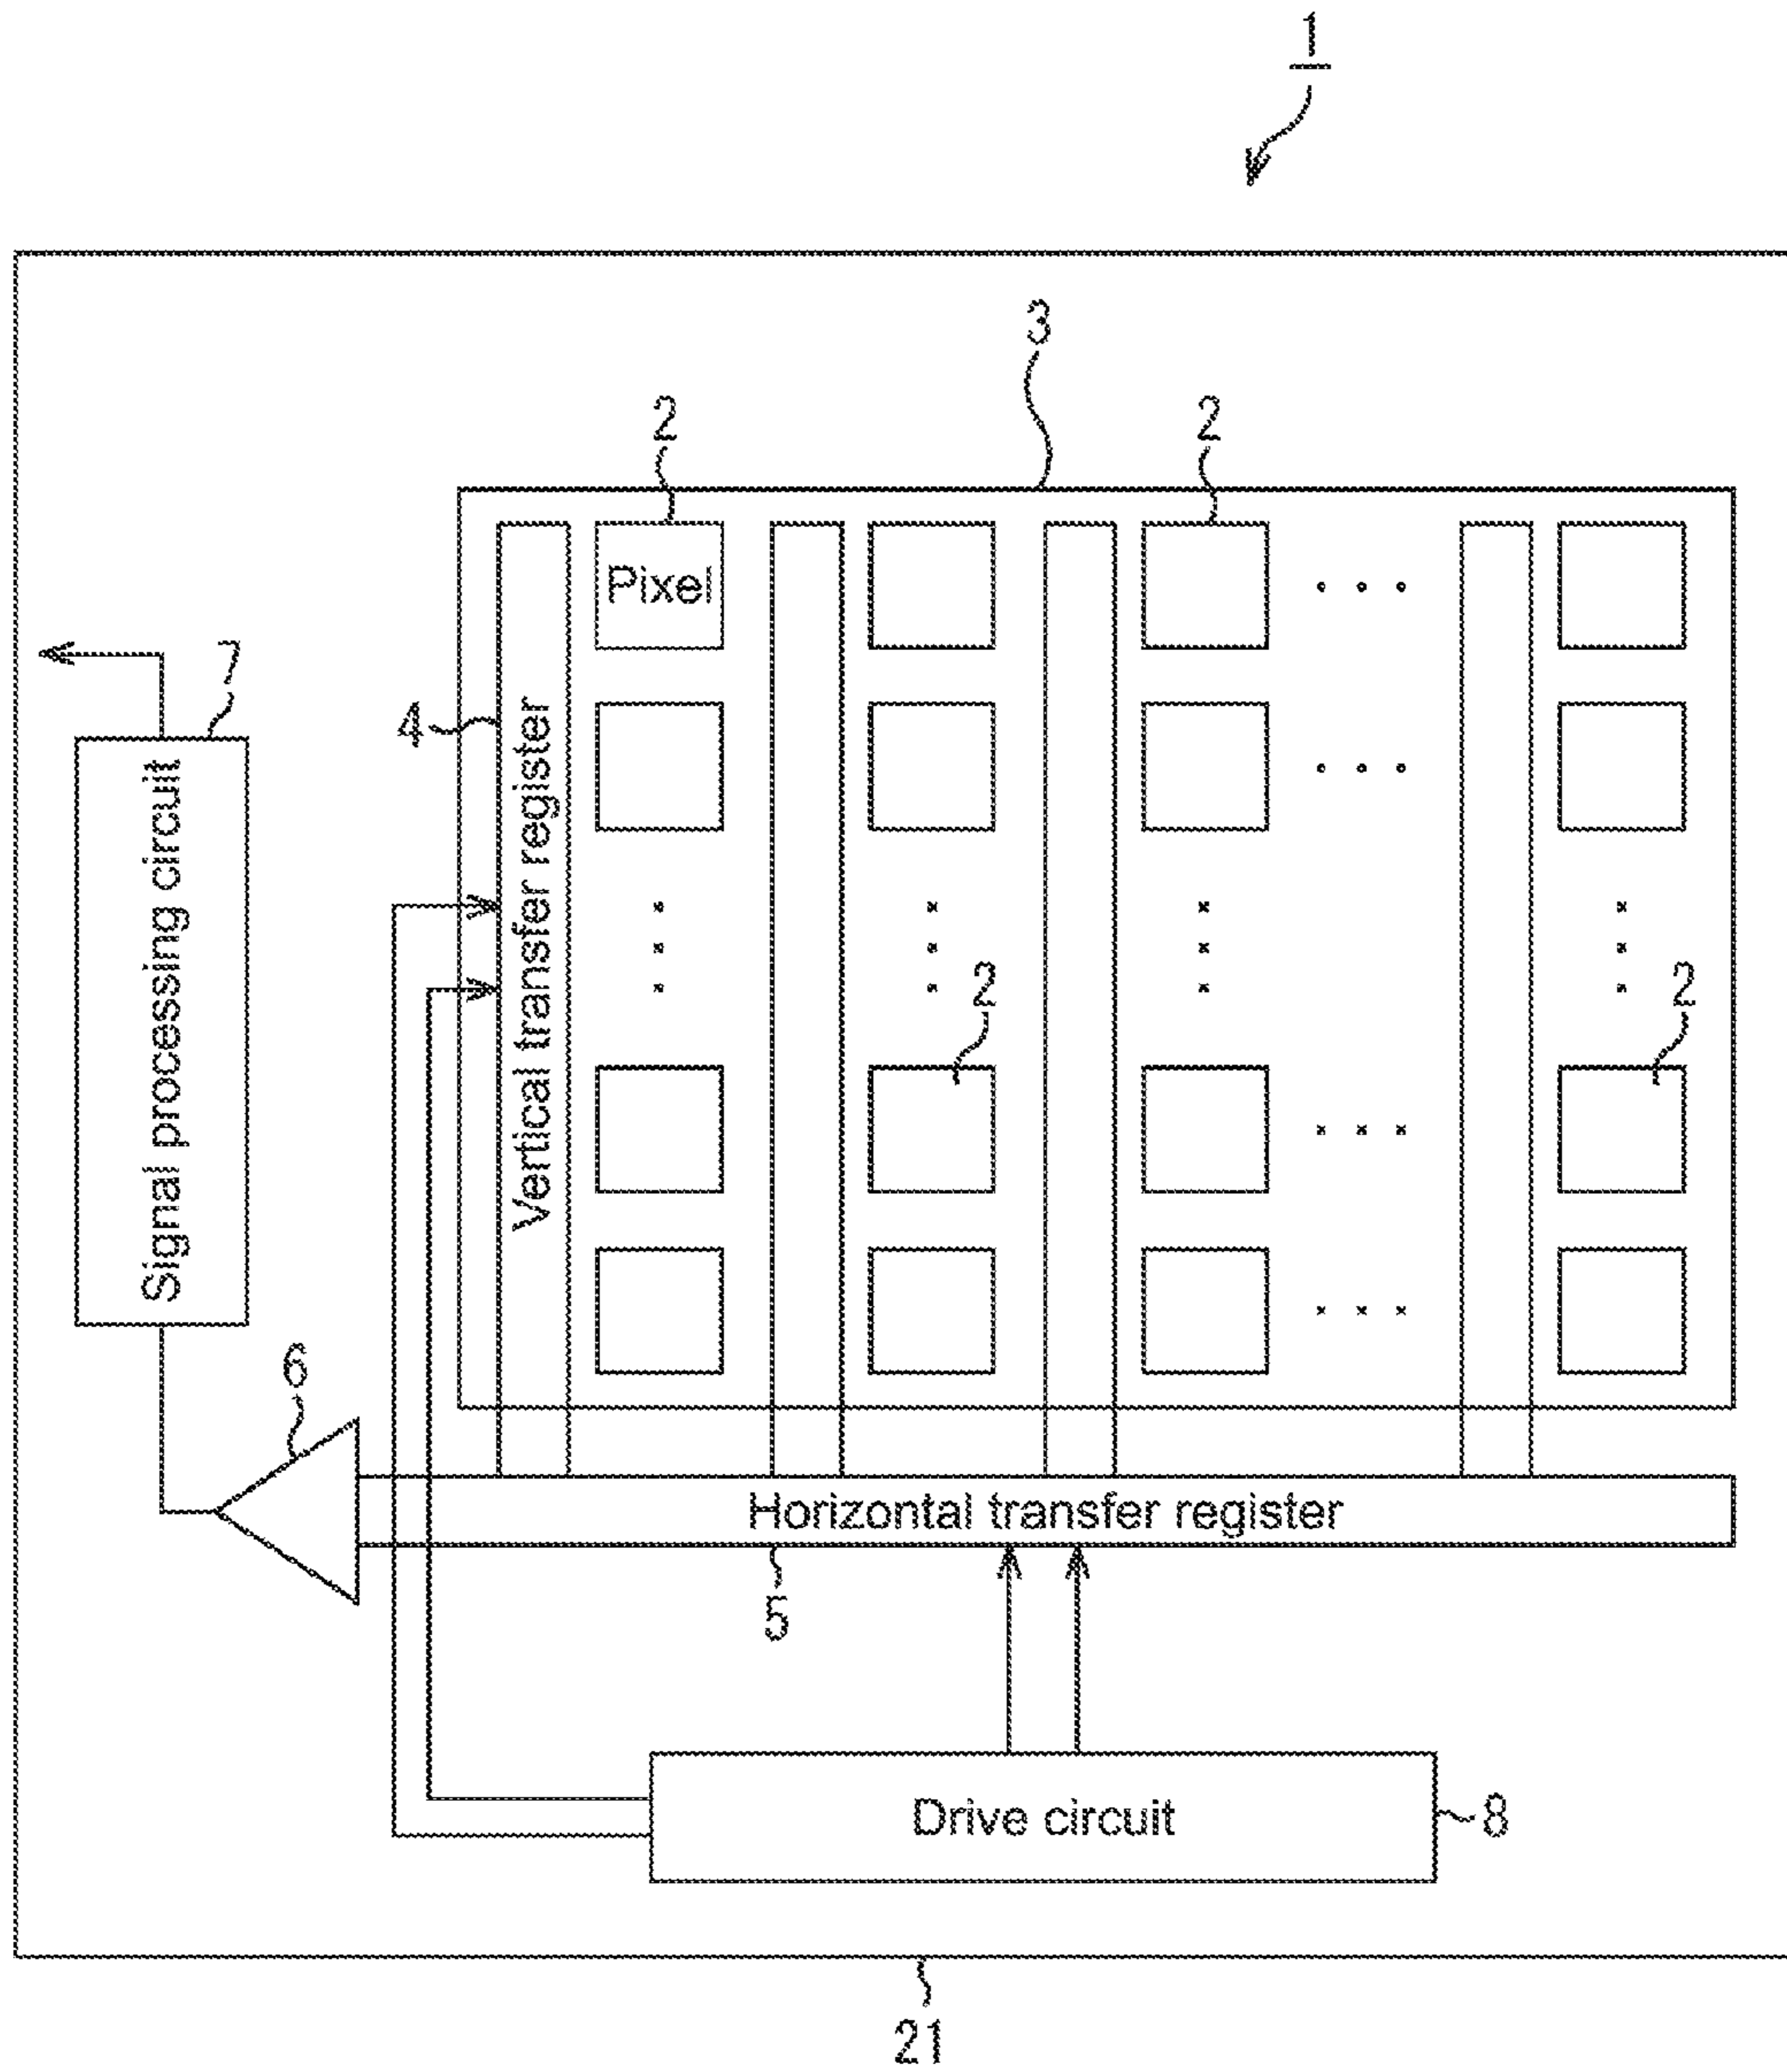 1
3
2
2
Pixel
7
4
Signal processing circuit
Vertical transfer register
2
2
6
Horizontal transfer register
5
Drive circuit
8
21